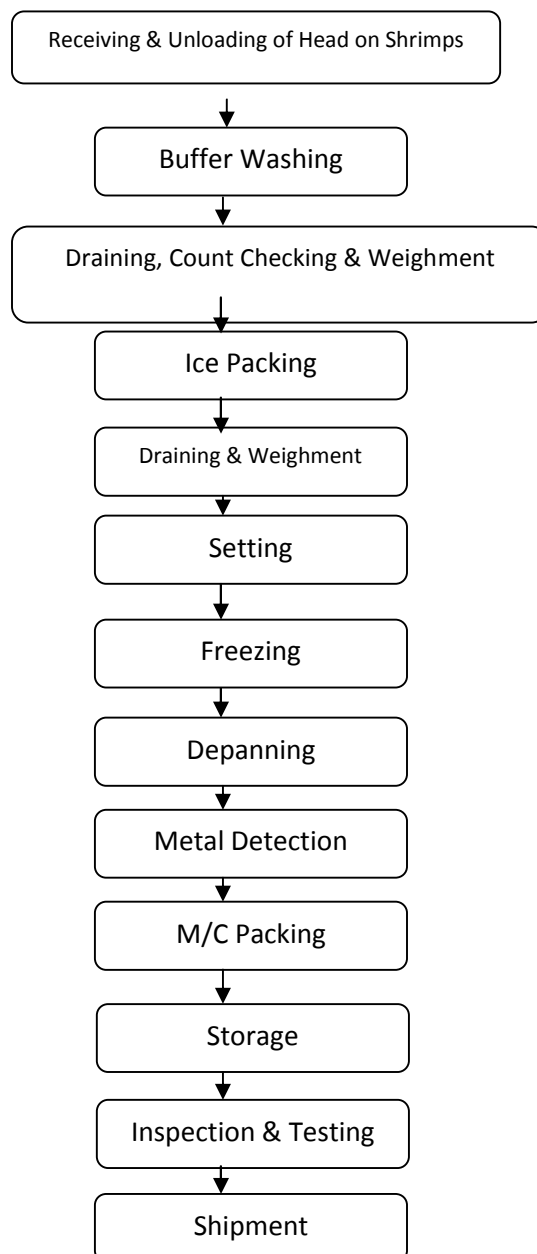 Receiving & Unloading of Head on Shrimps
Buffer Washing
Draining, Count Checking & Weighment
Ice Packing
Draining & Weighment
Setting
Freezing
Depanning
Metal Detection
M/C Packing
Storage
Inspection & Testing
Shipment